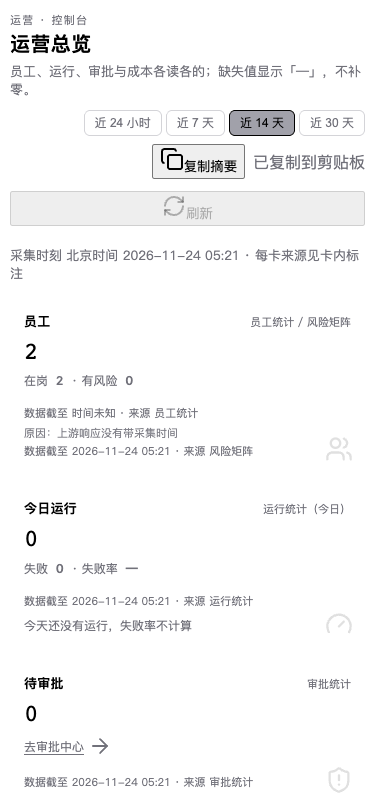 运营 · 控制台
运营总览
员工、运行、审批与成本各读各的；缺失值显示「—」，不补
零。
近 24 小时 近 7 天 近 14 天 近 30 天
复制摘要 已复制到剪贴板
刷新
采集时刻 北京时间 2026-11-24 05:21 · 每卡来源见卡内标
注
员工 员工统计 / 风险矩阵
2
在岗 2 · 有风险 0
数据截至 时间未知 · 来源 员工统计
原因：上游响应没有带采集时间
数据截至 2026-11-24 05:21 · 来源 风险矩阵
今日运行 运行统计（今日）
0
失败 0 · 失败率 —
数据截至 2026-11-24 05:21 · 来源 运行统计
今天还没有运行，失败率不计算
待审批 审批统计
0
去审批中心
数据截至 2026-11-24 05:21 · 来源 审批统计